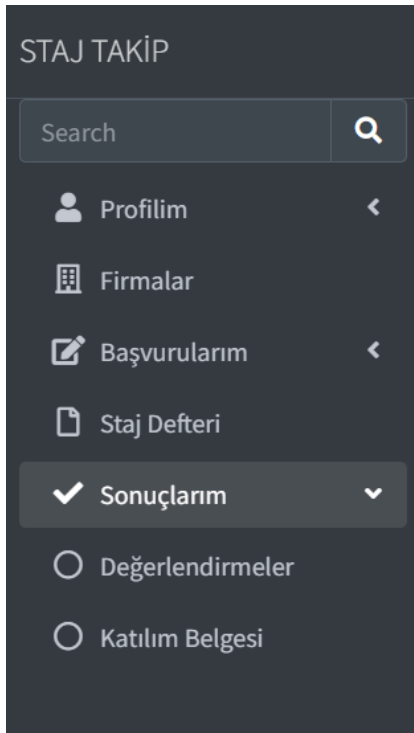 STAJ TAKİP
Search
Profilim
Firmalar
Başvurularım
Staj Defteri
Sonuçlarım
Değerlendirmeler
Katılım Belgesi